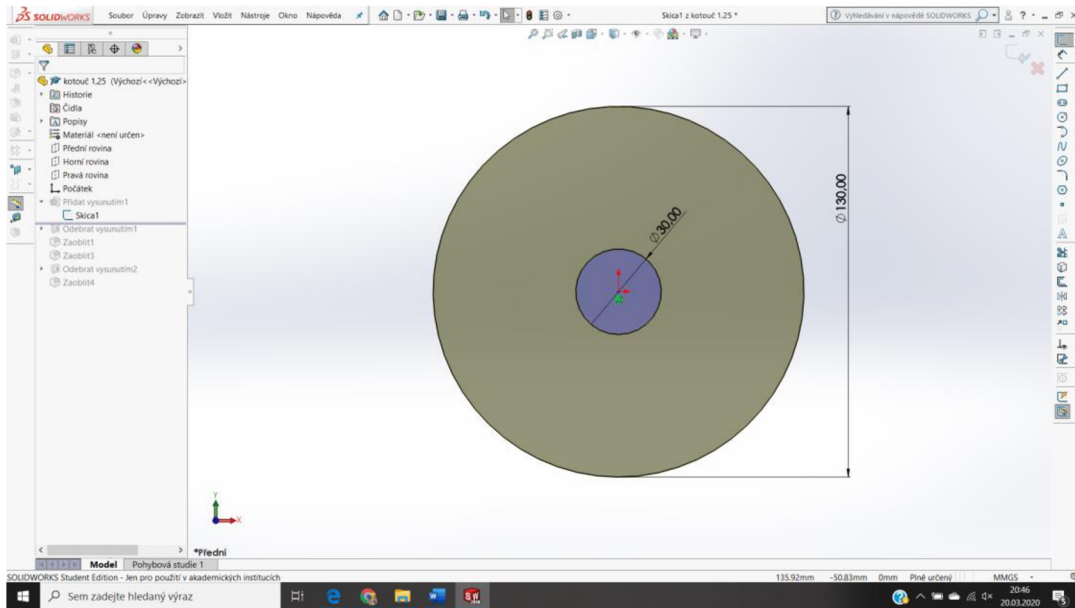 SOLIDWORKS Soubor Úpravy Zobrazit Vložit Nástroje Okno Nápověda Skica1 z kotouč 1,25 * Vyhledávání v nápovědě SOLIDWORKS
kotouč 1,25 (Výchozí<<Výchozí>
Historie
Čidla
Popisy
Materiál <není určen>
Přední rovina
Horní rovina
Pravá rovina
Počátek
Přidat vysunutím1
Skica1
Odebrat vysunutím1
Zaoblit1
Zaoblit3
Odebrat vysunutím2
Zaoblit4
∅30,00
∅130,00
Y
X
*Přední
Model Pohybová studie 1
SOLIDWORKS Student Edition - Jen pro použití v akademických institucích 135.92mm -50.83mm 0mm Plně určený MMGS
Sem zadejte hledaný výraz
20:46
20.03.2020